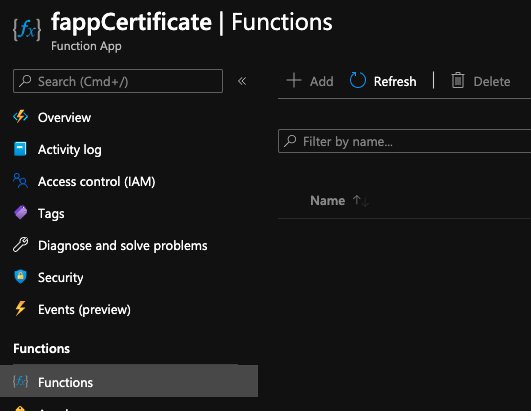 fappCertificate | Functions
Function App
Search (Cmd+/)
«
Add
Refresh
Delete
Overview
Activity log
Access control (IAM)
Tags
Diagnose and solve problems
Security
Events (preview)
Functions
Functions
Filter by name...
Name ↑↓